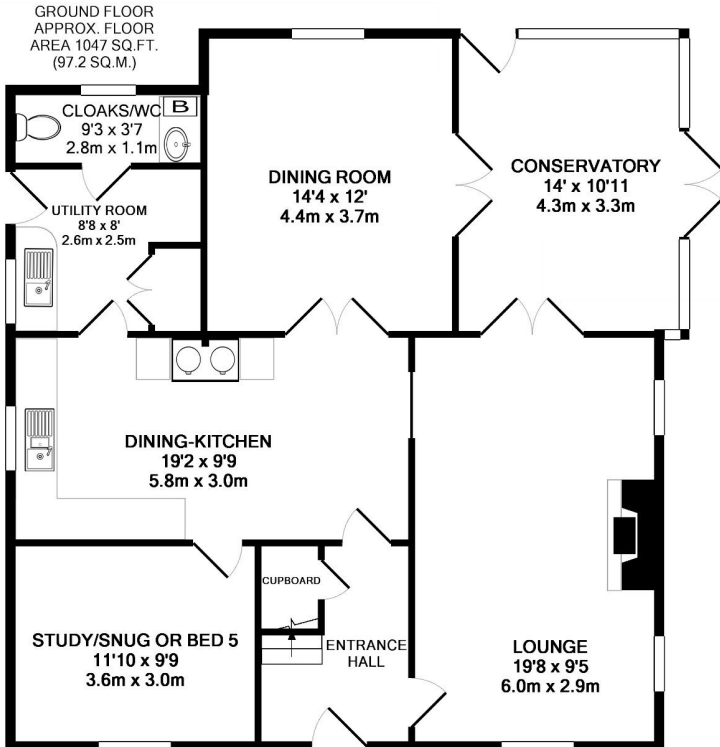 GROUND FLOOR
APPROX. FLOOR
AREA 1047 SQ.FT.
(97.2 SQ.M.)
CLOAKS/WC
9'3 x 3'7
2.8m x 1.1m
B
UTILITY ROOM
8'8 x 8'
2.6m x 2.5m
DINING ROOM
14'4 x 12'
4.4m x 3.7m
CONSERVATORY
14' x 10'11
4.3m x 3.3m
DINING-KITCHEN
19'2 x 9'9
5.8m x 3.0m
CUPBOARD
STUDY/SNUG OR BED 5
11'10 x 9'9
3.6m x 3.0m
ENTRANCE
HALL
LOUNGE
19'8 x 9'5
6.0m x 2.9m